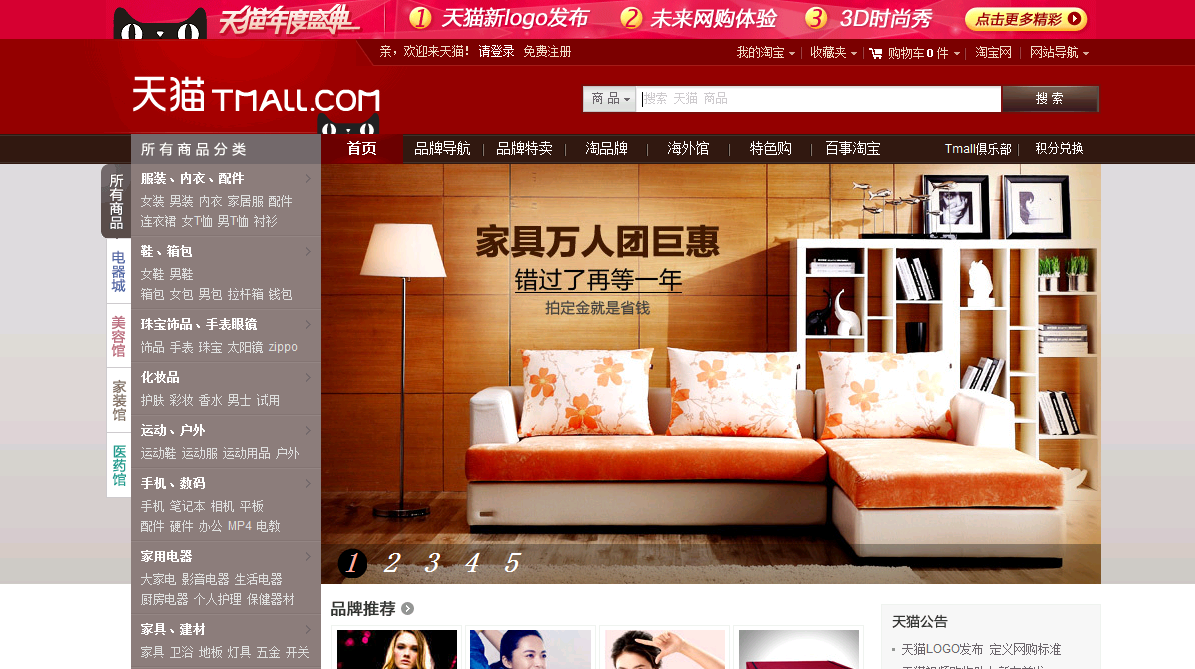 天猫年度盛典 1 天猫新logo发布 2 未来网购体验 3 3D时尚秀 点击更多精彩
亲，欢迎来天猫！ 请登录 免费注册 我的淘宝 收藏夹 购物车0件 淘宝网 网站导航
天猫 TMALL.COM
商品 搜索 天猫 商品 搜索
所有商品分类 首页 品牌导航 品牌特卖 淘品牌 海外馆 特色购 百事淘宝 Tmall俱乐部 积分兑换
所有商品
电器城
美容馆
家装馆
医药馆
服装、内衣、配件
女装 男装 内衣 家居服 配件
连衣裙 女T恤 男T恤 衬衫
鞋、箱包
女鞋 男鞋
箱包 女包 男包 拉杆箱 钱包
珠宝饰品、手表眼镜
饰品 手表 珠宝 太阳镜 zippo
化妆品
护肤 彩妆 香水 男士 试用
运动、户外
运动鞋 运动服 运动用品 户外
手机、数码
手机 笔记本 相机 平板
配件 硬件 办公 MP4 电教
家用电器
大家电 影音电器 生活电器
厨房电器 个人护理 保健器材
家具、建材
家具 卫浴 地板 灯具 五金 开关
家具万人团巨惠
错过了再等一年
拍定金就是省钱
1 2 3 4 5
品牌推荐
天猫公告
天猫LOGO发布 定义网购标准